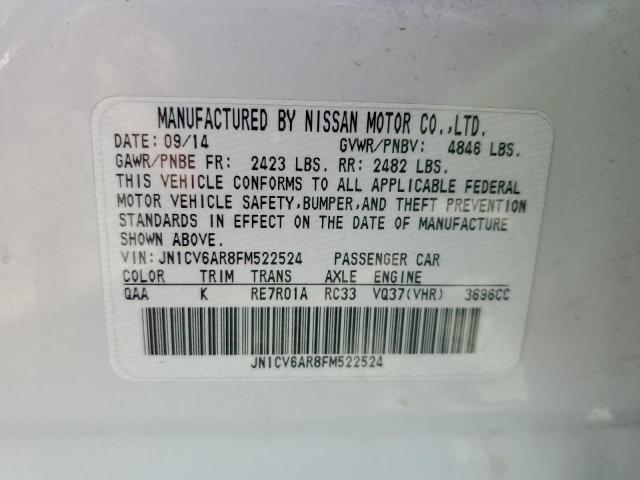 MANUFACTURED BY NISSAN MOTOR CO.,LTD.
DATE: 09/14 GVWR/PNBV: 4846 LBS.
GAWR/PNBE FR: 2423 LBS. RR: 2482 LBS.
THIS VEHICLE CONFORMS TO ALL APPLICABLE FEDERAL
MOTOR VEHICLE SAFETY,BUMPER,AND THEFT PREVENTION
STANDARDS IN EFFECT ON THE DATE OF MANUFACTURE
SHOWN ABOVE.
VIN: JN1CV6AR8FM522524 PASSENGER CAR
COLOR TRIM TRANS AXLE ENGINE
QAA K RE7R01A RC33 VQ37(VHR) 3696CC
JN1CV6AR8FM522524